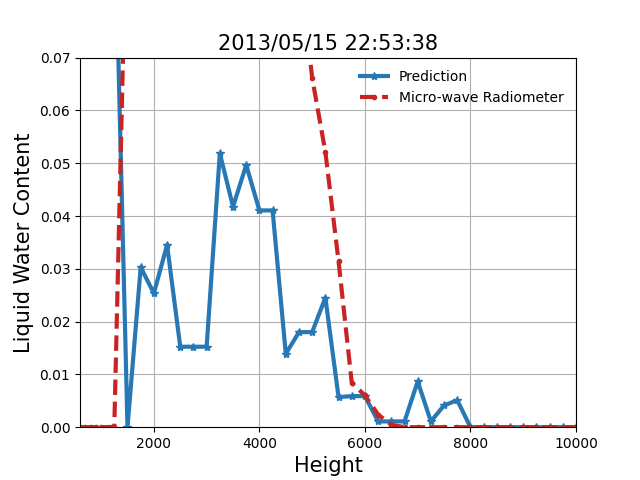 2013/05/15 22:53:38
Prediction
Micro-wave Radiometer
Liquid Water Content
0.07
0.06
0.05
0.04
0.03
0.02
0.01
0.00
2000 4000 6000 8000 10000
Height